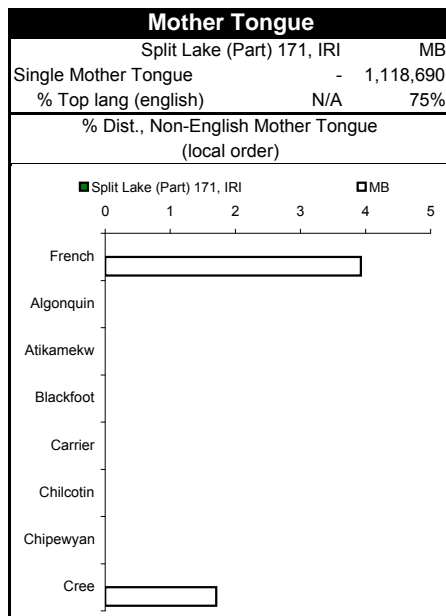 Mother Tongue
Split Lake (Part) 171, IRI MB
Single Mother Tongue - 1,118,690
% Top lang (english) N/A 75%
% Dist., Non-English Mother Tongue
(local order)
Split Lake (Part) 171, IRI MB
0 1 2 3 4 5
French
Algonquin
Atikamekw
Blackfoot
Carrier
Chilcotin
Chipewyan
Cree